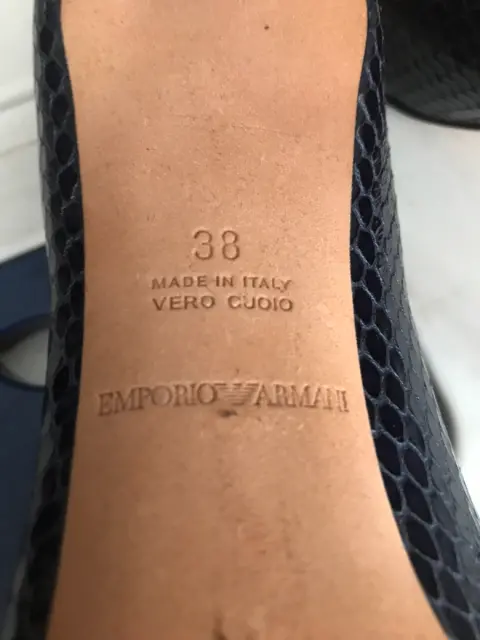 38
MADE IN ITALY
VERO CUOIO
EMPORIO ARMANI